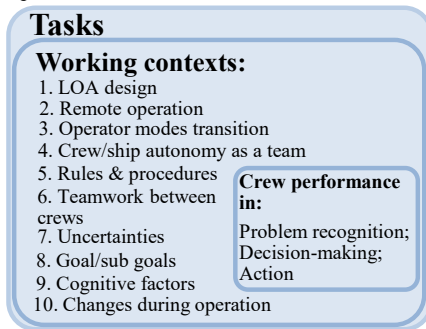 Tasks
Working contexts:
1. LOA design
2. Remote operation
3. Operator modes transition
4. Crew/ship autonomy as a team
5. Rules & procedures
6. Teamwork between
crews
7. Uncertainties
8. Goal/sub goals
9. Cognitive factors
10. Changes during operation
Crew performance
in:
Problem recognition;
Decision-making;
Action